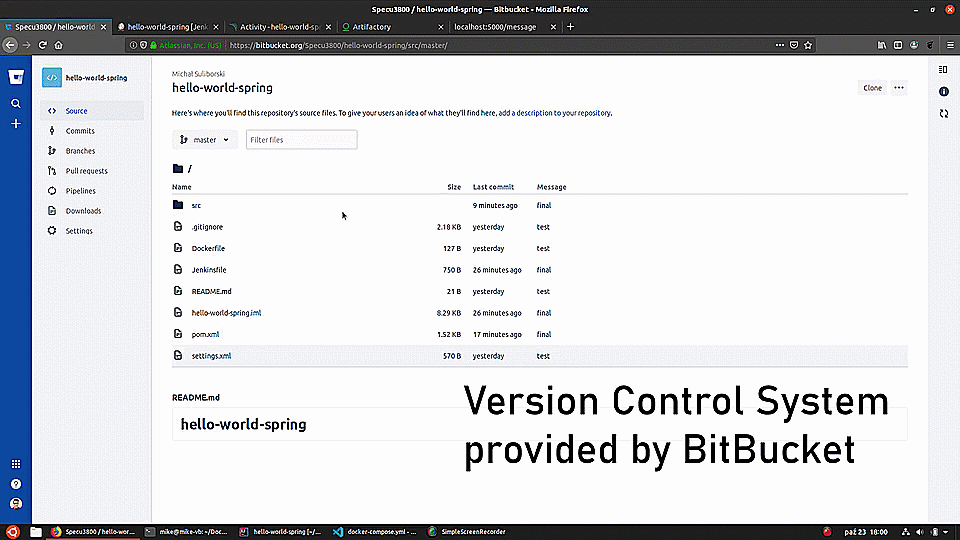 Specu3800 / hello-world-spring — Bitbucket - Mozilla Firefox
Specu3800 / hello-world
hello-world-spring [Jenk
Activity - hello-world-sp
Artifactory
localhost:5000/message
Atlassian, Inc. (US)
https://bitbucket.org/Specu3800/hello-world-spring/src/master/
hello-world-spring
Source
Commits
Branches
Pull requests
Pipelines
Downloads
Settings
Michał Suliborski
hello-world-spring
Clone
Here's where you'll find this repository's source files. To give your users an idea of what they'll find here, add a description to your repository.
master
Filter files
/
Name Size Last commit Message
src 9 minutes ago final
.gitignore 2.18 KB yesterday test
Dockerfile 127 B yesterday test
Jenkinsfile 750 B 26 minutes ago final
README.md 21 B yesterday test
hello-world-spring.iml 8.29 KB 26 minutes ago final
pom.xml 1.52 KB 17 minutes ago final
settings.xml 570 B yesterday test
README.md
hello-world-spring
Version Control System
provided by BitBucket
Specu3800 / hello-wor...
mike@mike-vb: ~/Doc...
hello-world-spring [~/...
docker-compose.yml - ...
SimpleScreenRecorder
paź 23 18:00